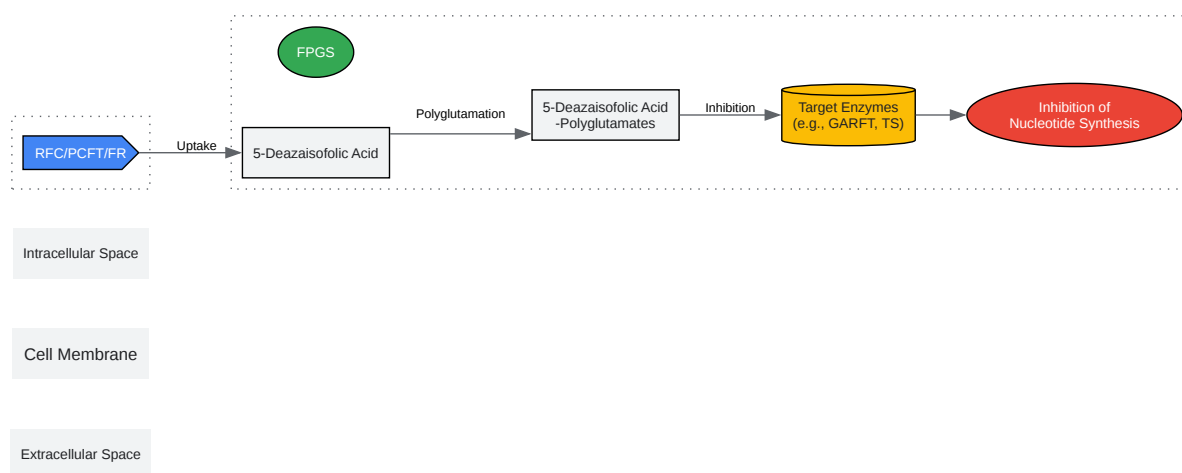 FPGS
RFC/PCFT/FR
Uptake
5-Deazaisofolic Acid
Polyglutamation
5-Deazaisofolic Acid
-Polyglutamates
Inhibition
Target Enzymes
(e.g., GARFT, TS)
Inhibition of
Nucleotide Synthesis
Intracellular Space
Cell Membrane
Extracellular Space